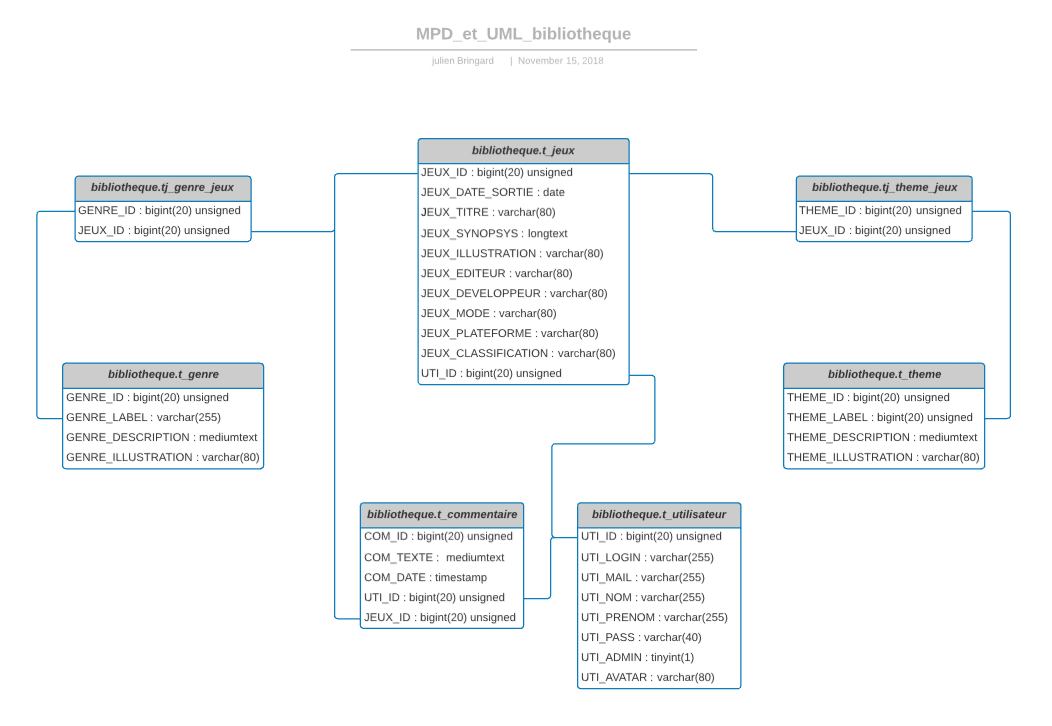 MPD_et_UML_bibliotheque
julien Bringard | November 15, 2018
bibliotheque.t_jeux
JEUX_ID : bigint(20) unsigned
JEUX_DATE_SORTIE : date
JEUX_TITRE : varchar(80)
JEUX_SYNOPSYS : longtext
JEUX_ILLUSTRATION : varchar(80)
JEUX_EDITEUR : varchar(80)
JEUX_DEVELOPPEUR : varchar(80)
JEUX_MODE : varchar(80)
JEUX_PLATEFORME : varchar(80)
JEUX_CLASSIFICATION : varchar(80)
UTI_ID : bigint(20) unsigned
bibliotheque.tj_genre_jeux
GENRE_ID : bigint(20) unsigned
JEUX_ID : bigint(20) unsigned
bibliotheque.tj_theme_jeux
THEME_ID : bigint(20) unsigned
JEUX_ID : bigint(20) unsigned
bibliotheque.t_genre
GENRE_ID : bigint(20) unsigned
GENRE_LABEL : varchar(255)
GENRE_DESCRIPTION : mediumtext
GENRE_ILLUSTRATION : varchar(80)
bibliotheque.t_theme
THEME_ID : bigint(20) unsigned
THEME_LABEL : bigint(20) unsigned
THEME_DESCRIPTION : mediumtext
THEME_ILLUSTRATION : varchar(80)
bibliotheque.t_commentaire
COM_ID : bigint(20) unsigned
COM_TEXTE : mediumtext
COM_DATE : timestamp
UTI_ID : bigint(20) unsigned
JEUX_ID : bigint(20) unsigned
bibliotheque.t_utilisateur
UTI_ID : bigint(20) unsigned
UTI_LOGIN : varchar(255)
UTI_MAIL : varchar(255)
UTI_NOM : varchar(255)
UTI_PRENOM : varchar(255)
UTI_PASS : varchar(40)
UTI_ADMIN : tinyint(1)
UTI_AVATAR : varchar(80)